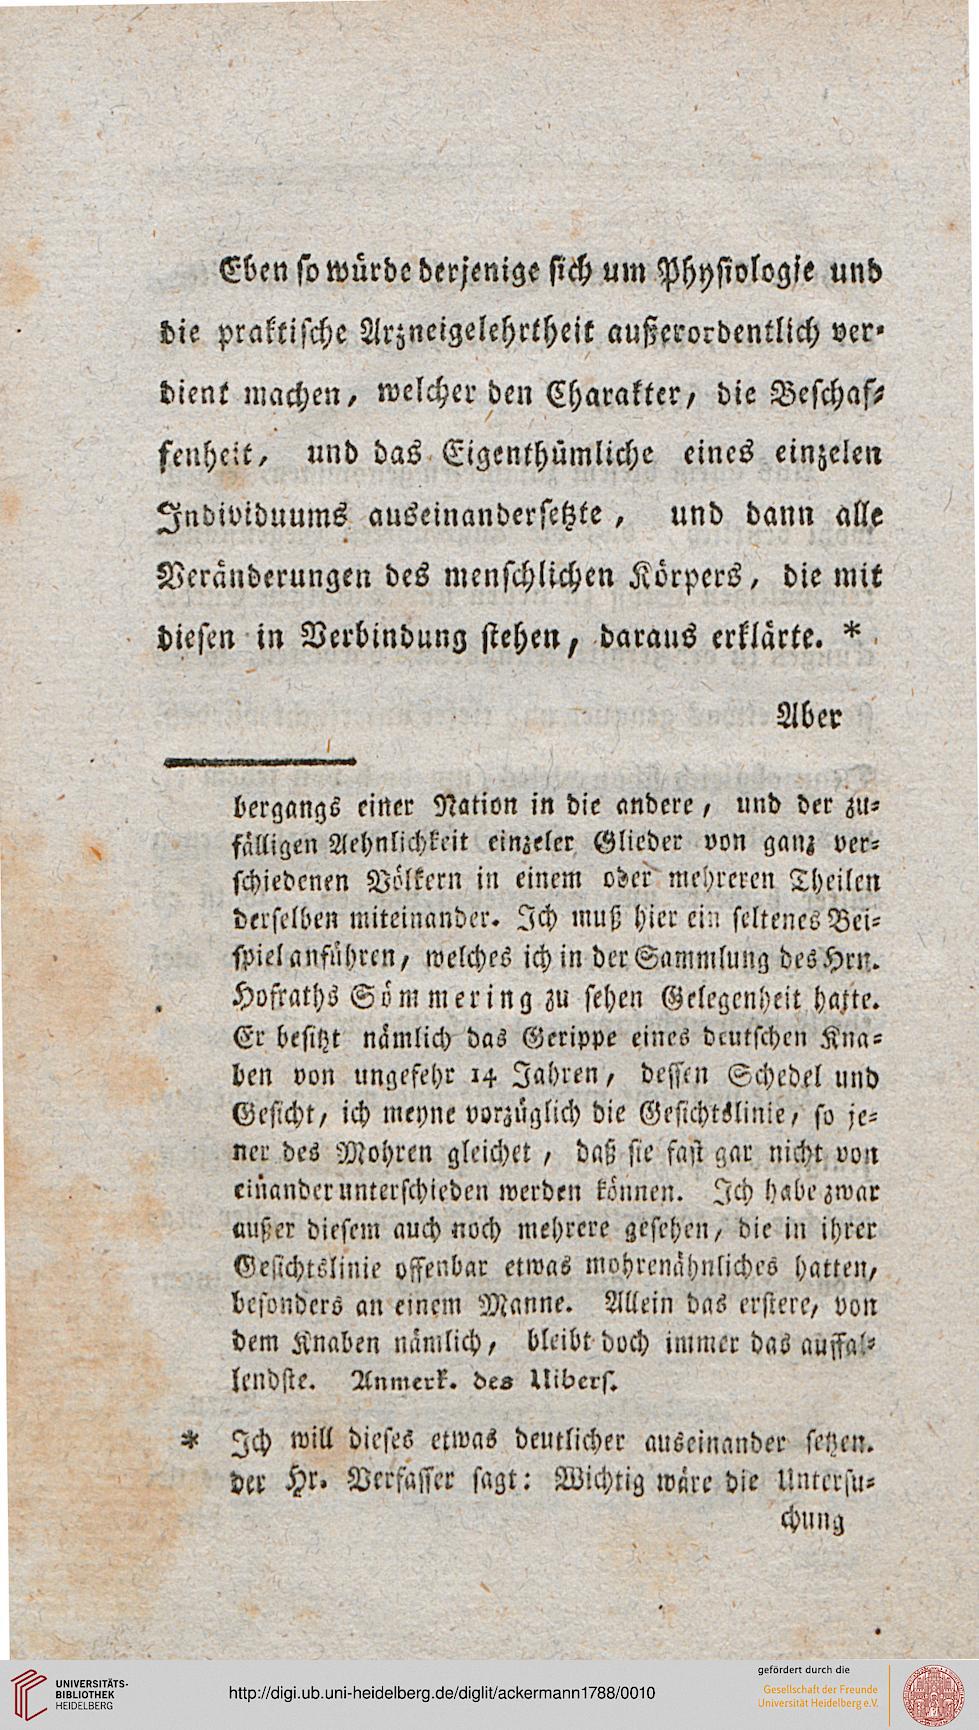 Eben so würde derjenige sich um Physiologie und
die praktische Arzneigelehrtheit außerordentlich ver-
dient machen, welcher den Charakter, die Beschaf-
fenheit, und das Eigenthümliche eines einzelen
Individuums auseinandersetzte, und dann alle
Veränderungen des menschlichen Körpers, die mit
diesen in Verbindung stehen, daraus erklärte. *
Aber
bergangs einer Nation in die andere, und der zu-
fälligen Aehnlichkeit einzeler Glieder von ganz ver-
schiedenen Völkern in einem oder mehreren Theilen
derselben miteinander. Ich muß hier ein seltenes Bei-
spiel anführen, welches ich in der Sammlung des Hrn.
Hofraths Sömmering zu sehen Gelegenheit hatte.
Er besitzt nämlich das Gerippe eines deutschen Kna-
ben von ungefehr 14 Jahren, dessen Schedel und
Gesicht, ich meyne vorzüglich die Gesichtslinie, so je-
ner des Mohren gleichet, daß sie fast gar nicht von
einander unterschieden werden können. Ich habe zwar
außer diesem auch noch mehrere gesehen, die in ihrer
Gesichtslinie offenbar etwas mohrenähnliches hatten,
besonders an einem Manne. Allein das erstere, von
dem Knaben nämlich, bleibt doch immer das auffal-
lendste. Anmerk. des Uibers.
* Ich will dieses etwas deutlicher auseinander setzen.
der Hr. Verfasser sagt: Wichtig wäre die Untersu-
chung
UNIVERSITÄTS-
BIBLIOTHEK
HEIDELBERG
http://digi.ub.uni-heidelberg.de/diglit/ackermann1788/0010
gefördert durch die
Gesellschaft der Freunde
Universität Heidelberg e.V.